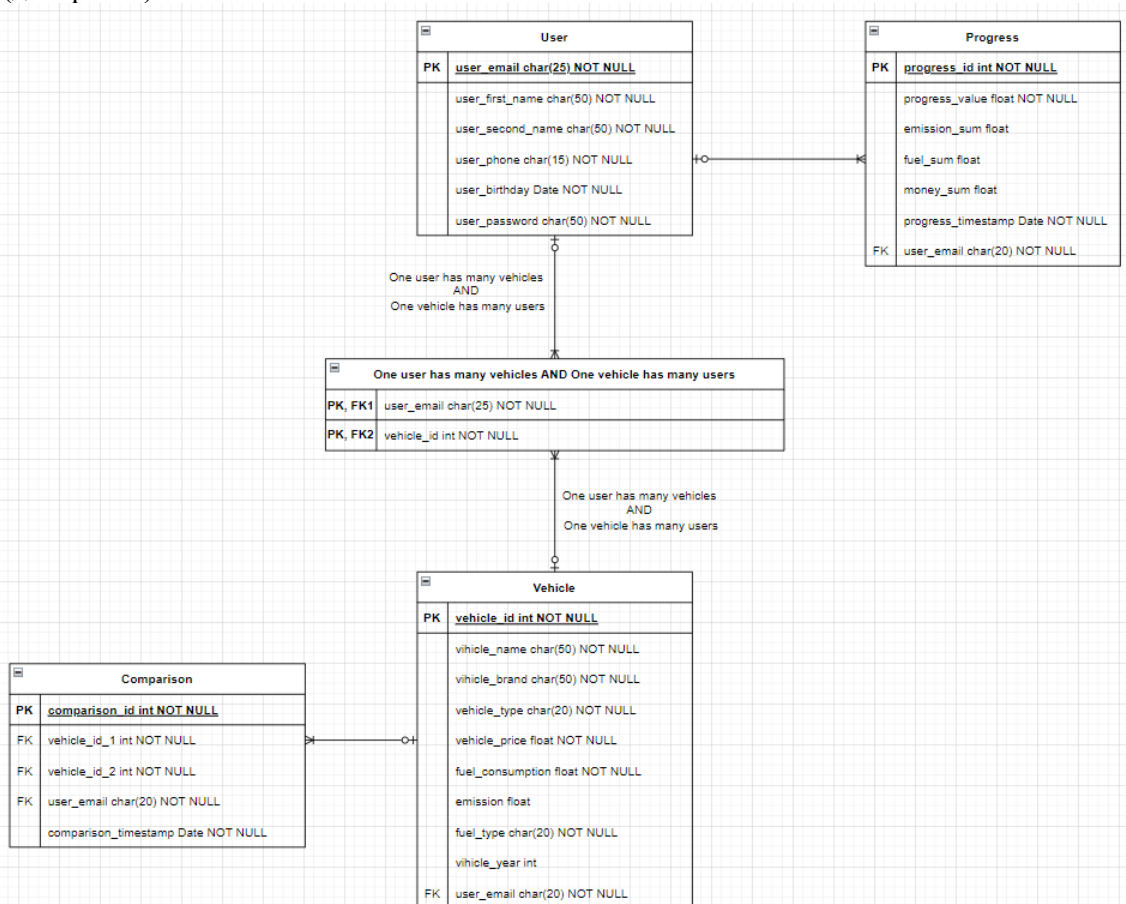 User
PK user_email char(25) NOT NULL
user_first_name char(50) NOT NULL
user_second_name char(50) NOT NULL
user_phone char(15) NOT NULL
user_birthday Date NOT NULL
user_password char(50) NOT NULL
Progress
PK progress_id int NOT NULL
progress_value float NOT NULL
emission_sum float
fuel_sum float
money_sum float
progress_timestamp Date NOT NULL
FK user_email char(20) NOT NULL
One user has many vehicles
AND
One vehicle has many users
One user has many vehicles AND One vehicle has many users
PK, FK1 user_email char(25) NOT NULL
PK, FK2 vehicle_id int NOT NULL
One user has many vehicles
AND
One vehicle has many users
Vehicle
PK vehicle_id int NOT NULL
vihicle_name char(50) NOT NULL
vihicle_brand char(50) NOT NULL
vehicle_type char(20) NOT NULL
vehicle_price float NOT NULL
fuel_consumption float NOT NULL
emission float
fuel_type char(20) NOT NULL
vihicle_year int
FK user_email char(20) NOT NULL
Comparison
PK comparison_id int NOT NULL
FK vehicle_id_1 int NOT NULL
FK vehicle_id_2 int NOT NULL
FK user_email char(20) NOT NULL
comparison_timestamp Date NOT NULL